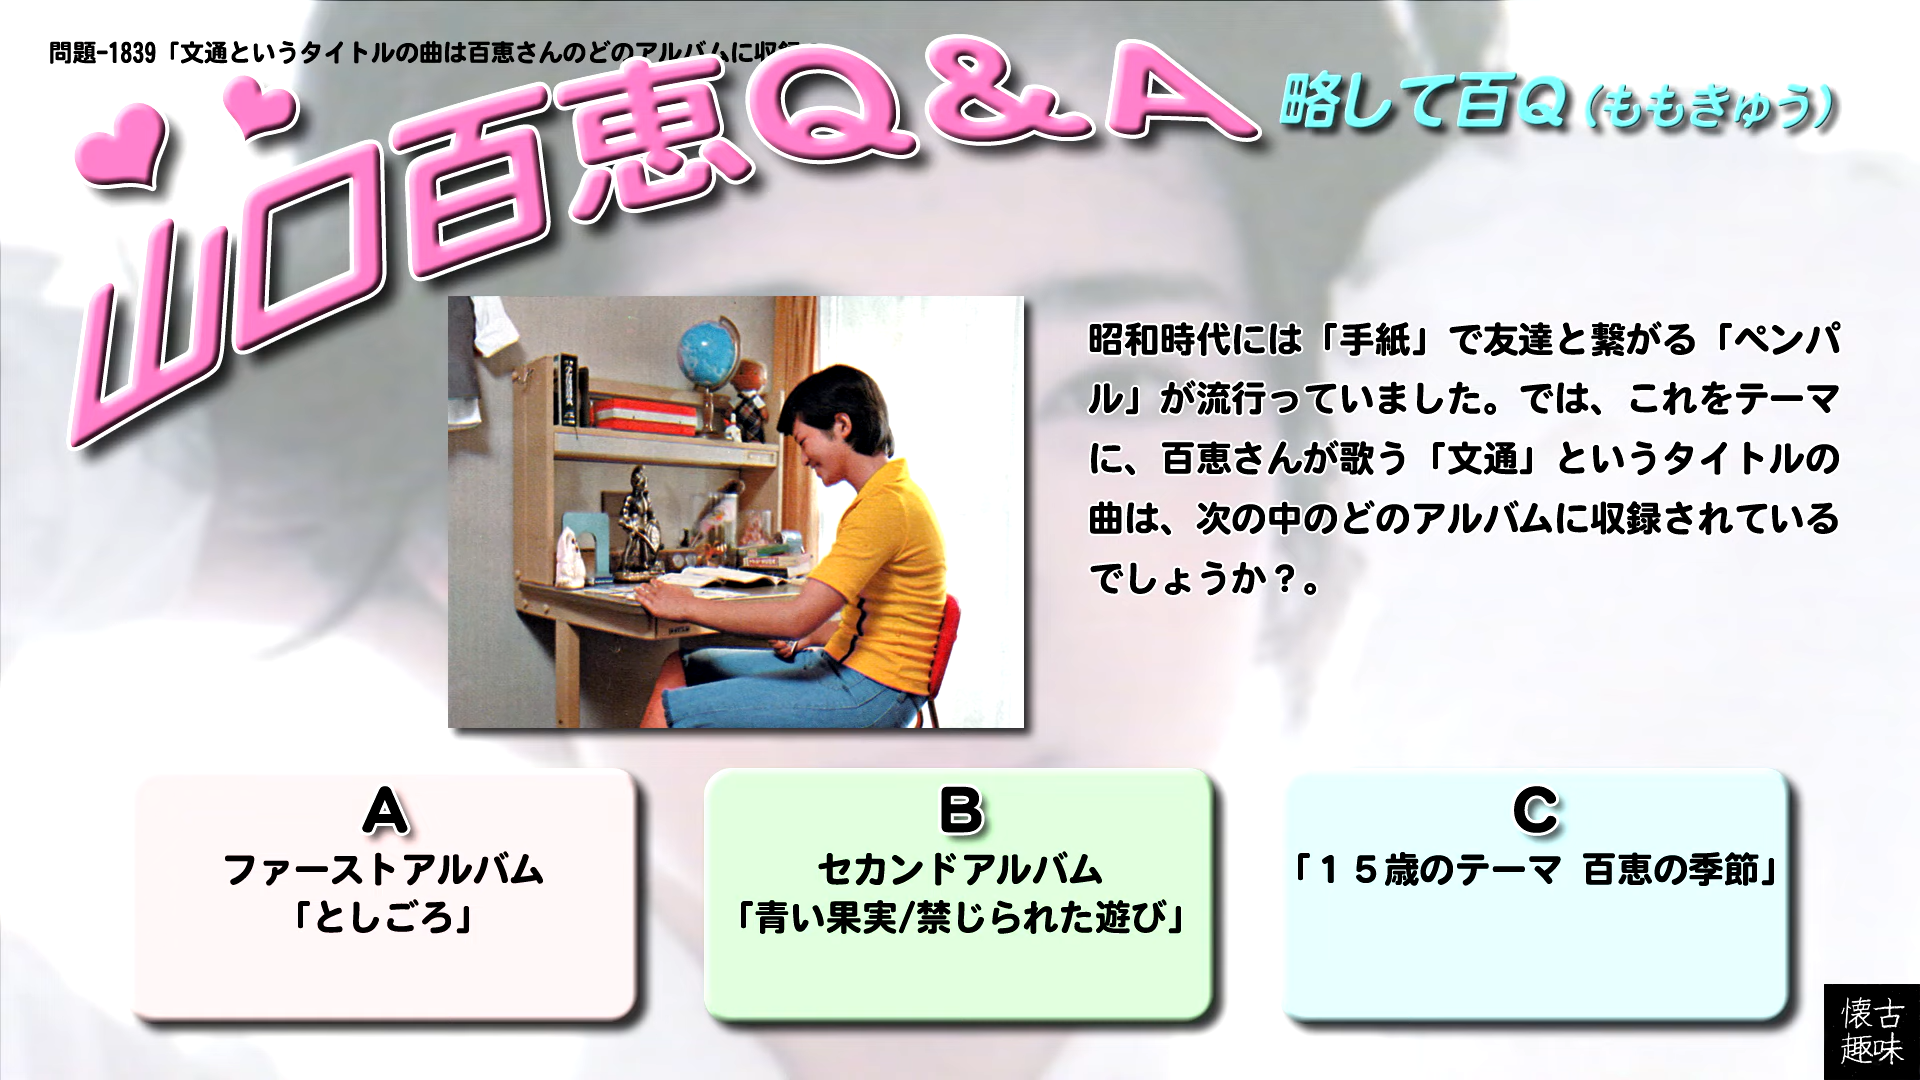 問題-1839「文通というタイトルの曲は百恵さんのどのアルバムに収録
山口百恵Q&A
略して百Q（ももきゅう）
昭和時代には「手紙」で友達と繋がる「ペンパ
ル」が流行っていました。では、これをテーマ
に、百恵さんが歌う「文通」というタイトルの
曲は、次の中のどのアルバムに収録されている
でしょうか？。
A
ファーストアルバム
「としごろ」
B
セカンドアルバム
「青い果実/禁じられた遊び」
C
「１５歳のテーマ 百恵の季節」
懐古
趣味